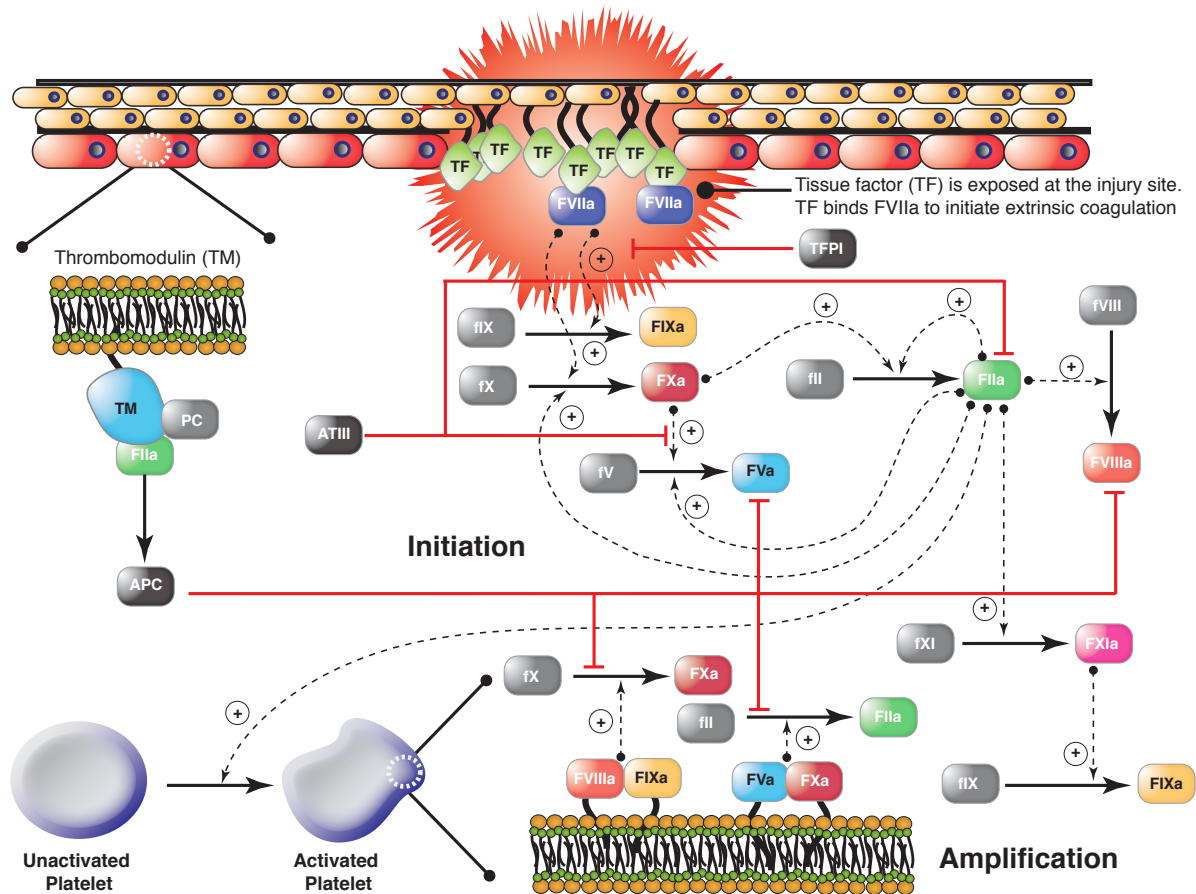 TF
TF
TF
TF
TF
TF
TF
TF
FVIIa
FVIIa
Tissue factor (TF) is exposed at the injury site.
TF binds FVIIa to initiate extrinsic coagulation
Thrombomodulin (TM)
TFPI
+
fIX
FIXa
+
+
+
fVIII
fX
FXa
+
fII
FIIa
+
TM
PC
FIIa
ATIII
+
fV
FVa
+
FVIIIa
Initiation
APC
+
fXI
FXIa
fX
FXa
fII
FIIa
+
+
+
+
FVIIIa
FIXa
FVa
FXa
fIX
FIXa
Unactivated
Platelet
Activated
Platelet
Amplification